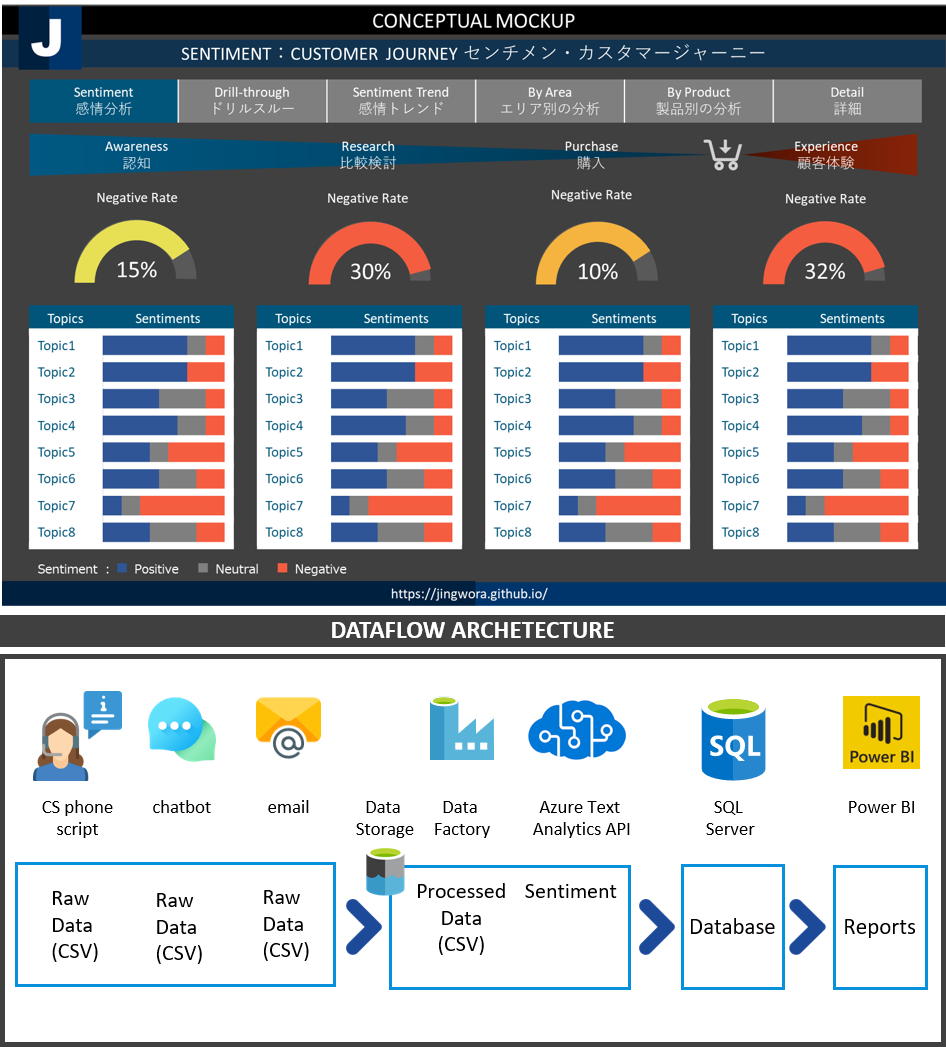 J
CONCEPTUAL MOCKUP
SENTIMENT：CUSTOMER JOURNEY センチメン・カスタマージャーニー
Sentiment
感情分析
Drill-through
ドリルスルー
Sentiment Trend
感情トレンド
By Area
エリア別の分析
By Product
製品別の分析
Detail
詳細
Awareness
認知
Research
比較検討
Purchase
購入
Experience
顧客体験
Negative Rate
15%
Negative Rate
30%
Negative Rate
10%
Negative Rate
32%
Topics Sentiments
Topic1
Topic2
Topic3
Topic4
Topic5
Topic6
Topic7
Topic8
Topics Sentiments
Topic1
Topic2
Topic3
Topic4
Topic5
Topic6
Topic7
Topic8
Topics Sentiments
Topic1
Topic2
Topic3
Topic4
Topic5
Topic6
Topic7
Topic8
Topics Sentiments
Topic1
Topic2
Topic3
Topic4
Topic5
Topic6
Topic7
Topic8
Sentiment : Positive Neutral Negative
https://jingwora.github.io/
DATAFLOW ARCHETECTURE
i
@
SQL
Power BI
CS phone
script
chatbot
email
Data
Storage
Data
Factory
Azure Text
Analytics API
SQL
Server
Power BI
Raw
Data
(CSV)
Raw
Data
(CSV)
Raw
Data
(CSV)
Processed
Data
(CSV)
Sentiment
Database
Reports